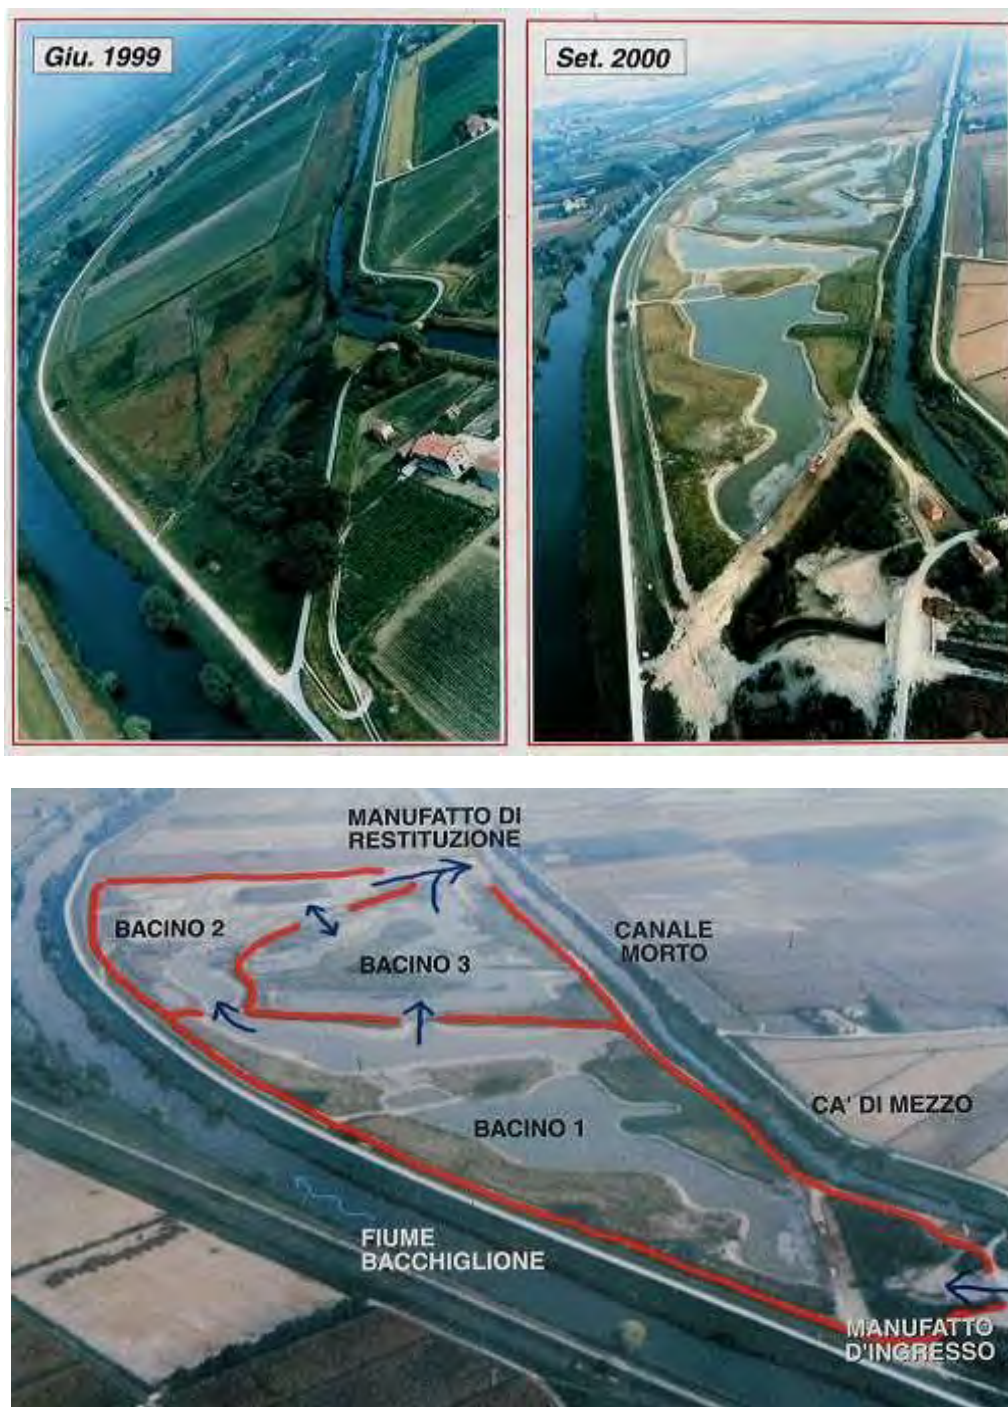 Giu. 1999
Set. 2000
MANUFATTO DI
RESTITUZIONE
BACINO 2
CANALE
MORTO
BACINO 3
CA' DI MEZZO
BACINO 1
FIUME
BACCHIGLIONE
MANUFATTO
D'INGRESSO